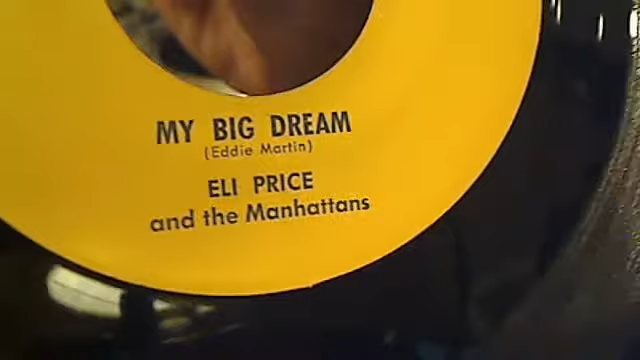 MY BIG DREAM
(Eddie Martin)
ELI PRICE
and the Manhattans